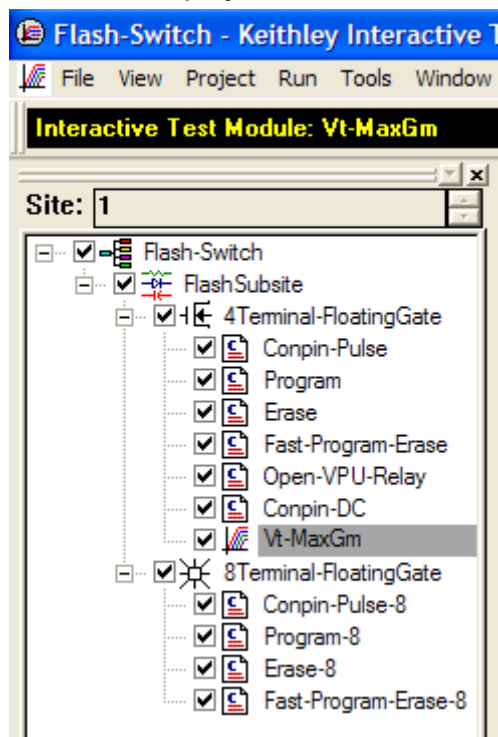 Flash-Switch - Keithley Interactive
File View Project Run Tools Window
Interactive Test Module: Vt-MaxGm
Site: 1
Flash-Switch
FlashSubsite
4Terminal-FloatingGate
Conpin-Pulse
Program
Erase
Fast-Program-Erase
Open-VPU-Relay
Conpin-DC
Vt-MaxGm
8Terminal-FloatingGate
Conpin-Pulse-8
Program-8
Erase-8
Fast-Program-Erase-8